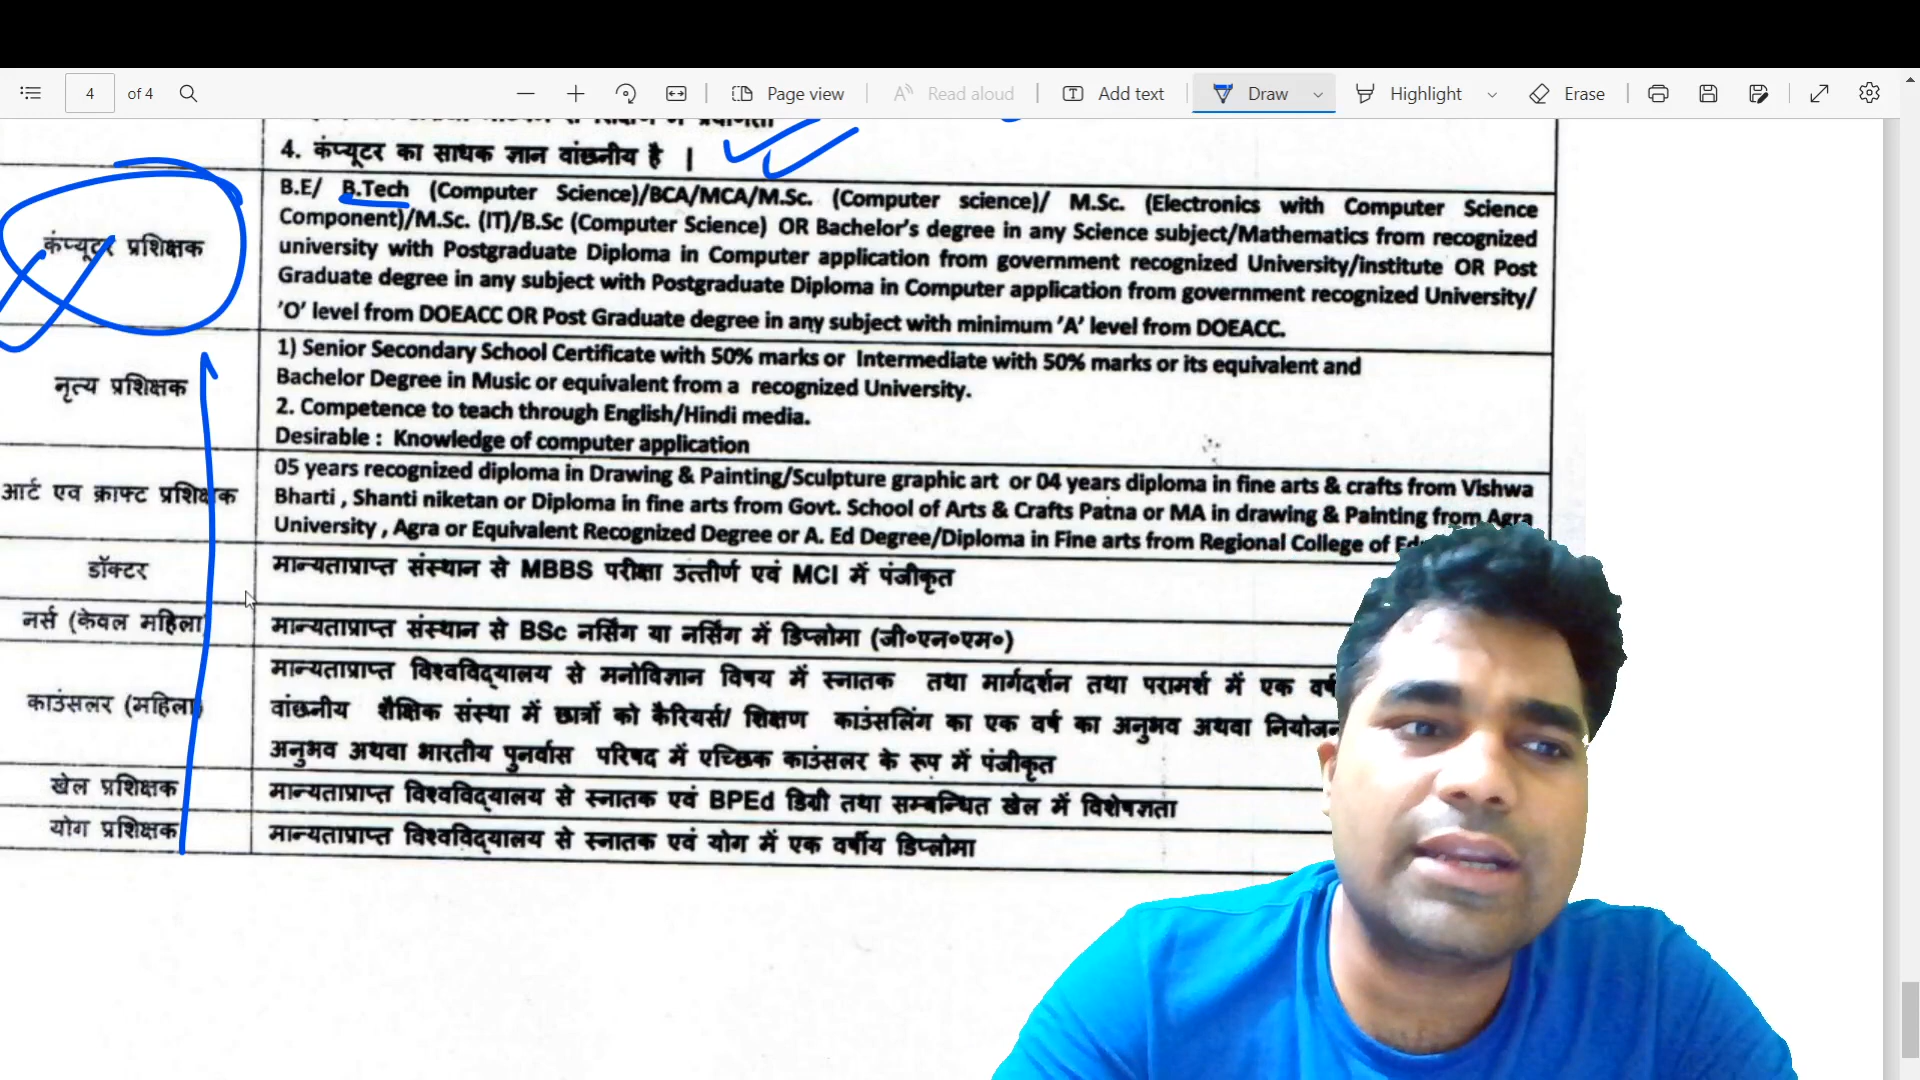 4
of 4
Page view
Read aloud
Add text
Draw
Highlight
Erase
4. कंप्यूटर का साधक ज्ञान वांछनीय है |
कंप्यूटर प्रशिक्षक
B.E/ B.Tech (Computer Science)/BCA/MCA/M.Sc. (Computer science)/ M.Sc. (Electronics with Computer Science
Component)/M.Sc. (IT)/B.Sc (Computer Science) OR Bachelor's degree in any Science subject/Mathematics from recognized
university with Postgraduate Diploma in Computer application from government recognized University/institute OR Post
Graduate degree in any subject with Postgraduate Diploma in Computer application from government recognized University/
'O' level from DOEACC OR Post Graduate degree in any subject with minimum 'A' level from DOEACC.
नृत्य प्रशिक्षक
1) Senior Secondary School Certificate with 50% marks or Intermediate with 50% marks or its equivalent and
Bachelor Degree in Music or equivalent from a recognized University.
2. Competence to teach through English/Hindi media.
Desirable : Knowledge of computer application
आर्ट एव क्राफ्ट प्रशिक्षक
05 years recognized diploma in Drawing & Painting/Sculpture graphic art or 04 years diploma in fine arts & crafts from Vishwa
Bharti , Shanti niketan or Diploma in fine arts from Govt. School of Arts & Crafts Patna or MA in drawing & Painting from Agra
University , Agra or Equivalent Recognized Degree or A. Ed Degree/Diploma in Fine arts from Regional College of
डॉक्टर
मान्यताप्राप्त संस्थान से MBBS परीक्षा उत्तीर्ण एवं MCI में पंजीकृत
नर्स (केवल महिला)
मान्यताप्राप्त संस्थान से BSc नर्सिंग या नर्सिंग में डिप्लोमा (जी०एन०एम०)
काउंसलर (महिला)
मान्यताप्राप्त विश्वविद्यालय से मनोविज्ञान विषय में स्नातक तथा मार्गदर्शन तथा परामर्श में एक वर्ष
वांछनीय शैक्षिक संस्था में छात्रों को कैरियर्स/ शिक्षण काउंसलिंग का एक वर्ष का अनुभव अथवा नियोजन
अनुभव अथवा भारतीय पुनर्वास परिषद में एच्छिक काउंसलर के रूप में पंजीकृत
खेल प्रशिक्षक
मान्यताप्राप्त विश्वविद्यालय से स्नातक एवं BPEd डिग्री तथा सम्बन्धित खेल में विशेषज्ञता
योग प्रशिक्षक
मान्यताप्राप्त विश्वविद्यालय से स्नातक एवं योग में एक वर्षीय डिप्लोमा